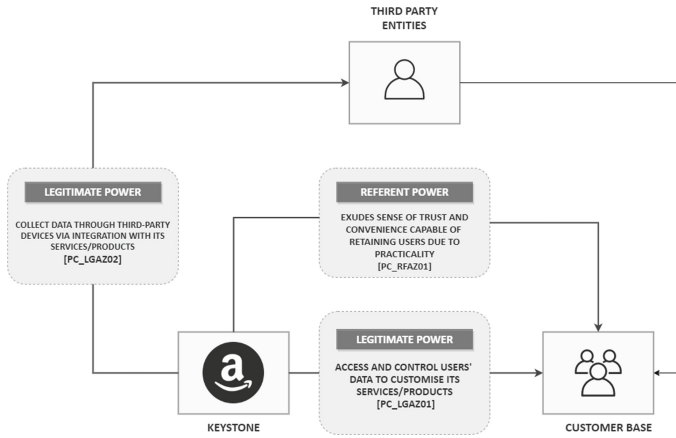 THIRD PARTY
ENTITIES
LEGITIMATE POWER
COLLECT DATA THROUGH THIRD-PARTY
DEVICES VIA INTEGRATION WITH ITS
SERVICES/PRODUCTS
[PC_LGAZ02]
REFERENT POWER
EXUDES SENSE OF TRUST AND
CONVENIENCE CAPABLE OF
RETAINING USERS DUE TO
PRACTICALITY
[PC_RFAZ01]
LEGITIMATE POWER
ACCESS AND CONTROL USERS'
DATA TO CUSTOMISE ITS
SERVICES/PRODUCTS
[PC_LGAZ01]
a
KEYSTONE
CUSTOMER BASE